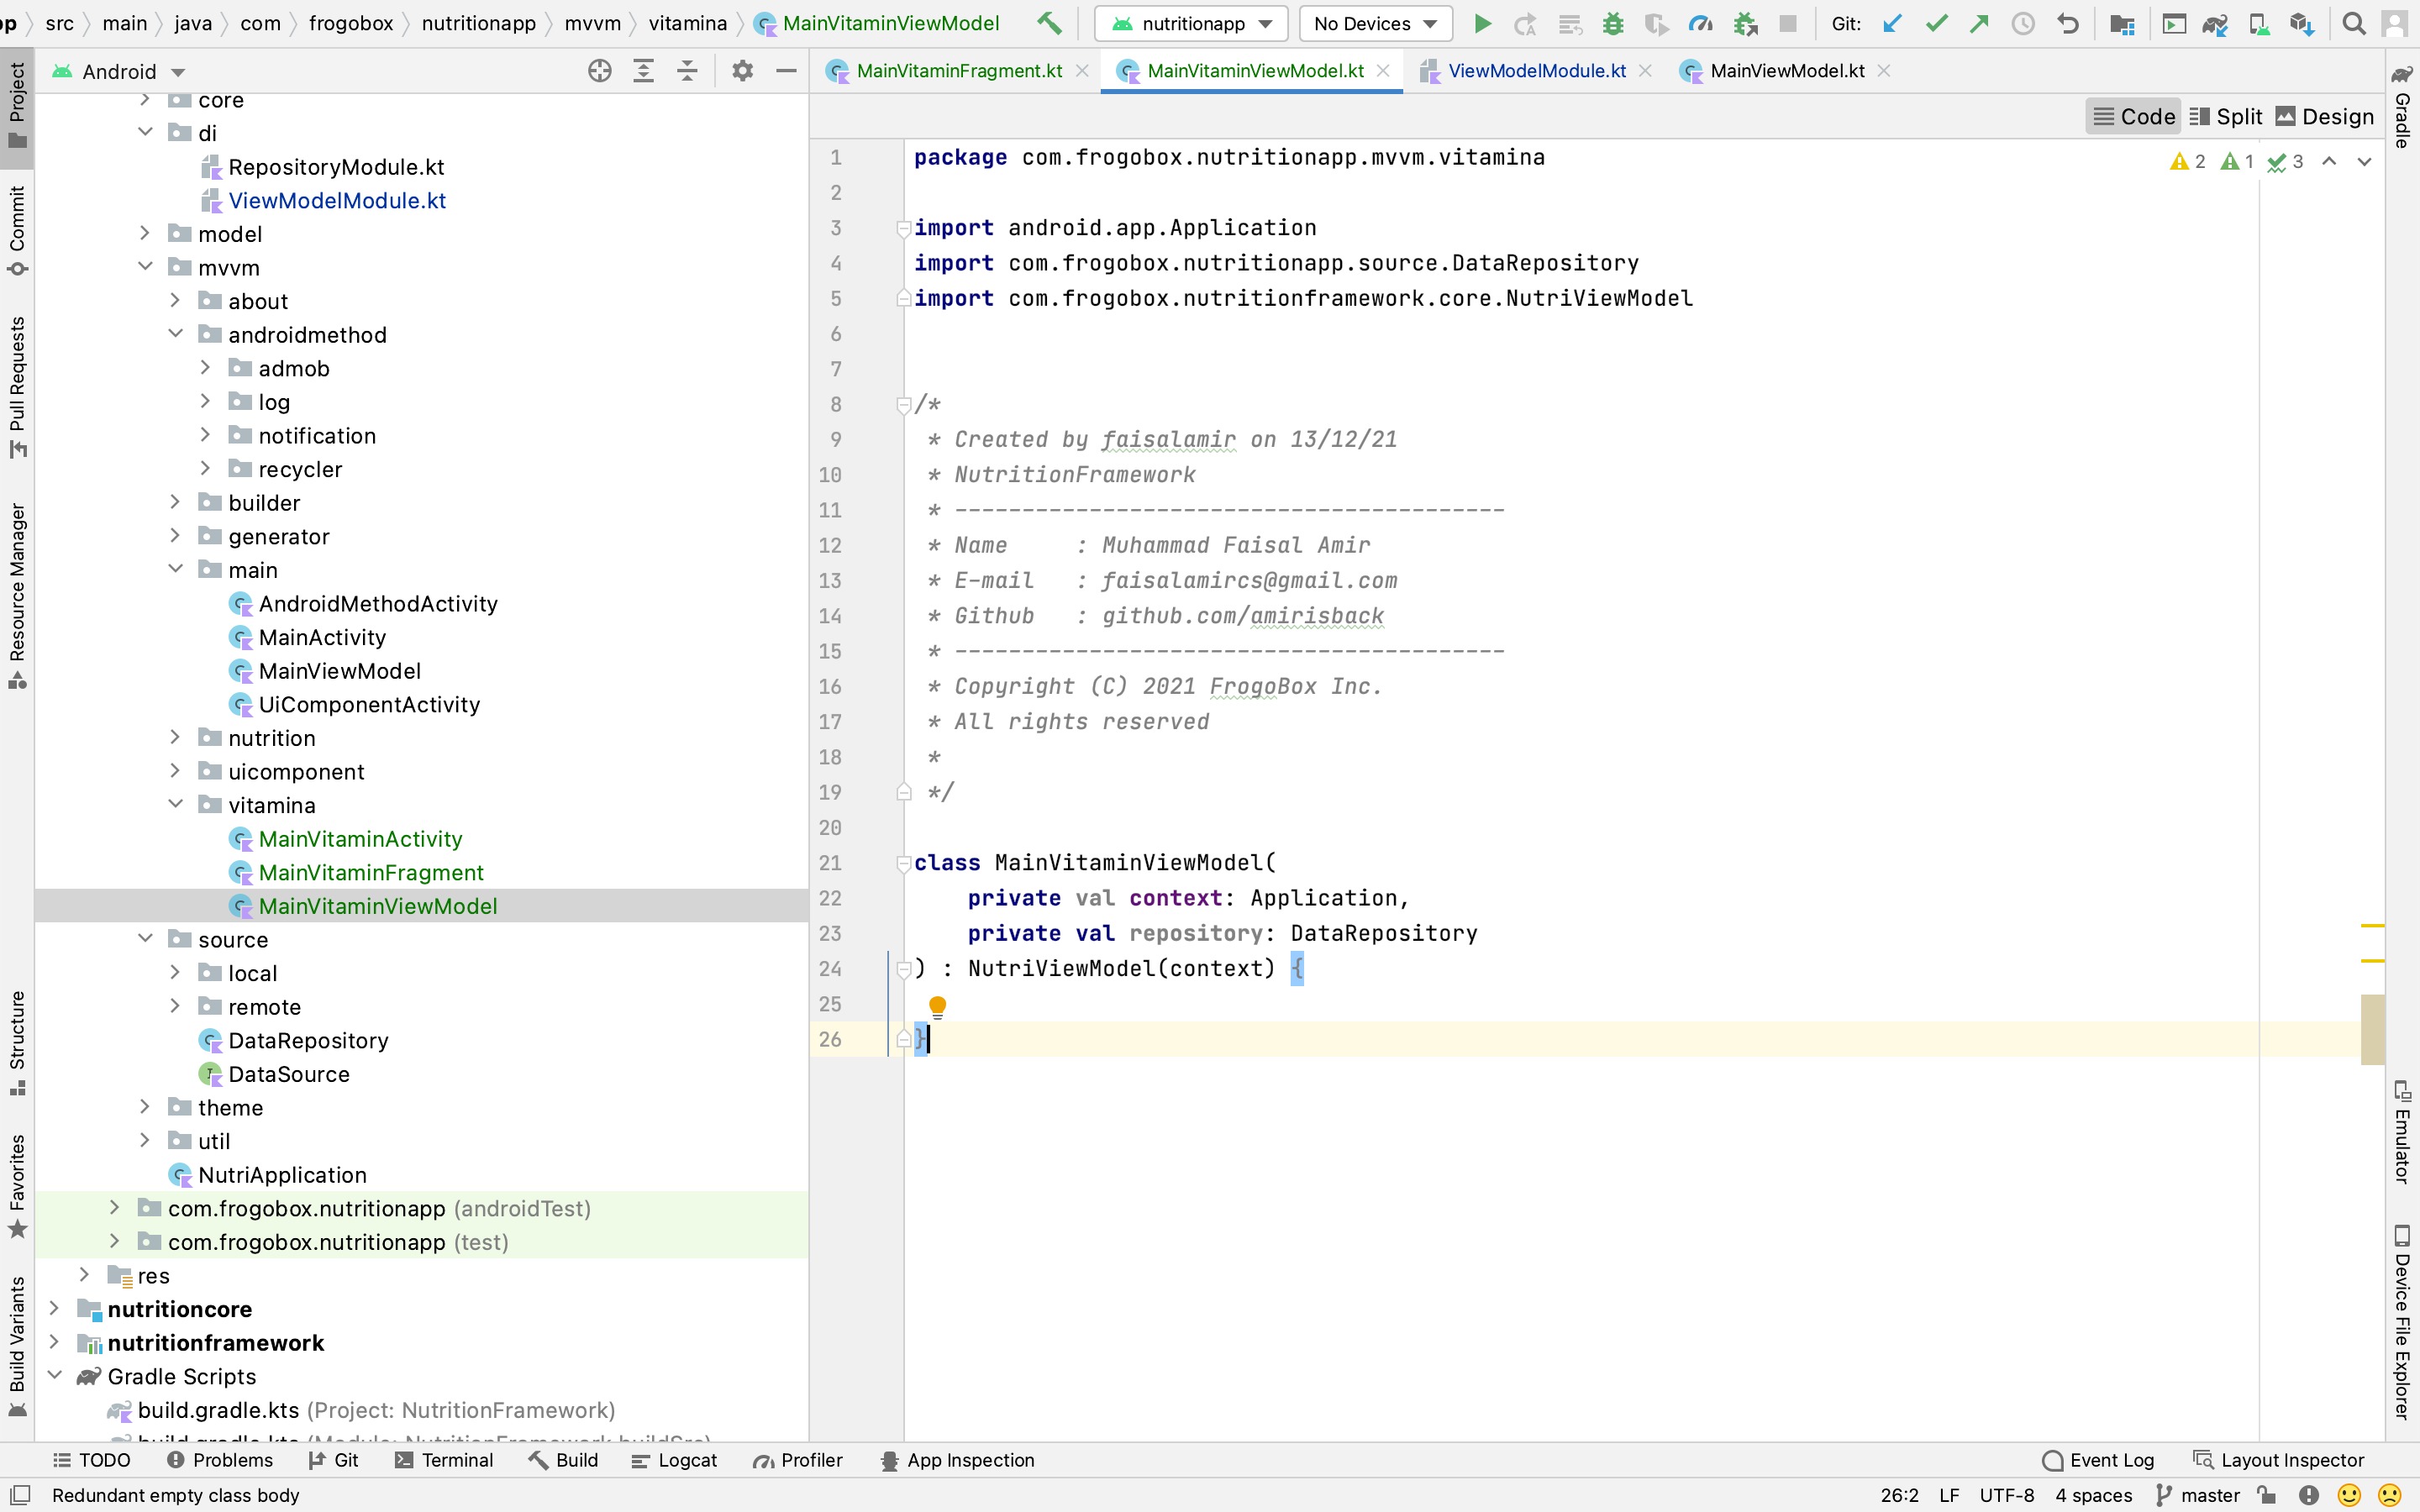 pp src main java com frogobox nutritionapp mvvm vitamina MainVitaminViewModel nutritionapp No Devices Git:
Android
MainVitaminFragment.kt MainVitaminViewModel.kt ViewModelModule.kt MainViewModel.kt
Code Split Design
Project
Commit
Pull Requests
Resource Manager
Structure
Favorites
Build Variants
core
di
RepositoryModule.kt
ViewModelModule.kt
model
mvvm
about
androidmethod
admob
log
notification
recycler
builder
generator
main
AndroidMethodActivity
MainActivity
MainViewModel
UiComponentActivity
nutrition
uicomponent
vitamina
MainVitaminActivity
MainVitaminFragment
MainVitaminViewModel
source
local
remote
DataRepository
DataSource
theme
util
NutriApplication
com.frogobox.nutritionapp (androidTest)
com.frogobox.nutritionapp (test)
res
nutritioncore
nutritionframework
Gradle Scripts
build.gradle.kts (Project: NutritionFramework)
build.gradle.kts (Module: NutritionFramework.buildSrc)
2 1 3
1 package com.frogobox.nutritionapp.mvvm.vitamina
2
3 import android.app.Application
4 import com.frogobox.nutritionapp.source.DataRepository
5 import com.frogobox.nutritionframework.core.NutriViewModel
6
7
8 /*
9 * Created by faisalamir on 13/12/21
10 * NutritionFramework
11 * -----------------------------------------
12 * Name : Muhammad Faisal Amir
13 * E-mail : faisalamircs@gmail.com
14 * Github : github.com/amirisback
15 * -----------------------------------------
16 * Copyright (C) 2021 FrogoBox Inc.
17 * All rights reserved
18 *
19 */
20
21 class MainVitaminViewModel(
22 private val context: Application,
23 private val repository: DataRepository
24 ) : NutriViewModel(context) {
25
26 }
Gradle
Emulator
Device File Explorer
TODO Problems Git Terminal Build Logcat Profiler App Inspection Event Log Layout Inspector
Redundant empty class body 26:2 LF UTF-8 4 spaces master